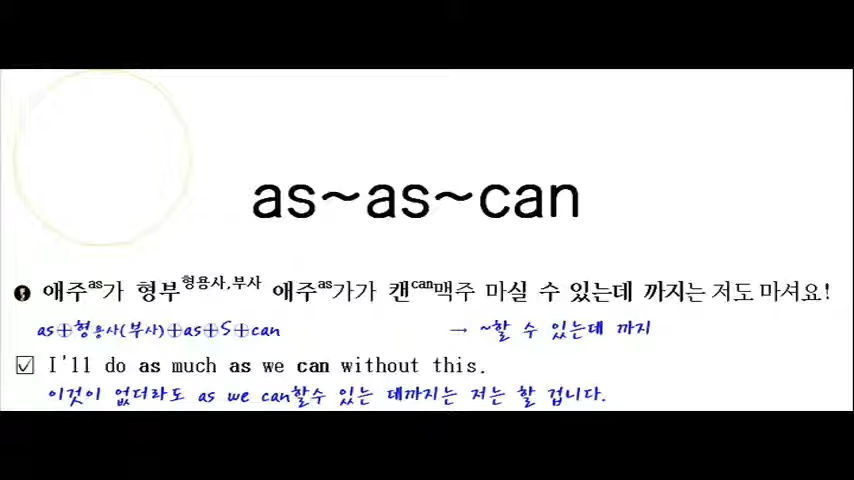 as~as~can
애주as가 형부형용사,부사 애주as가가 캔can맥주 마실 수 있는데 까지는 저도 마셔요!
as+형용사(부사)+as+S+can → ~할 수 있는데 까지
☑ I'll do as much as we can without this.
이것이 없더라도 as we can할수 있는 데까지는 저는 할 겁니다.